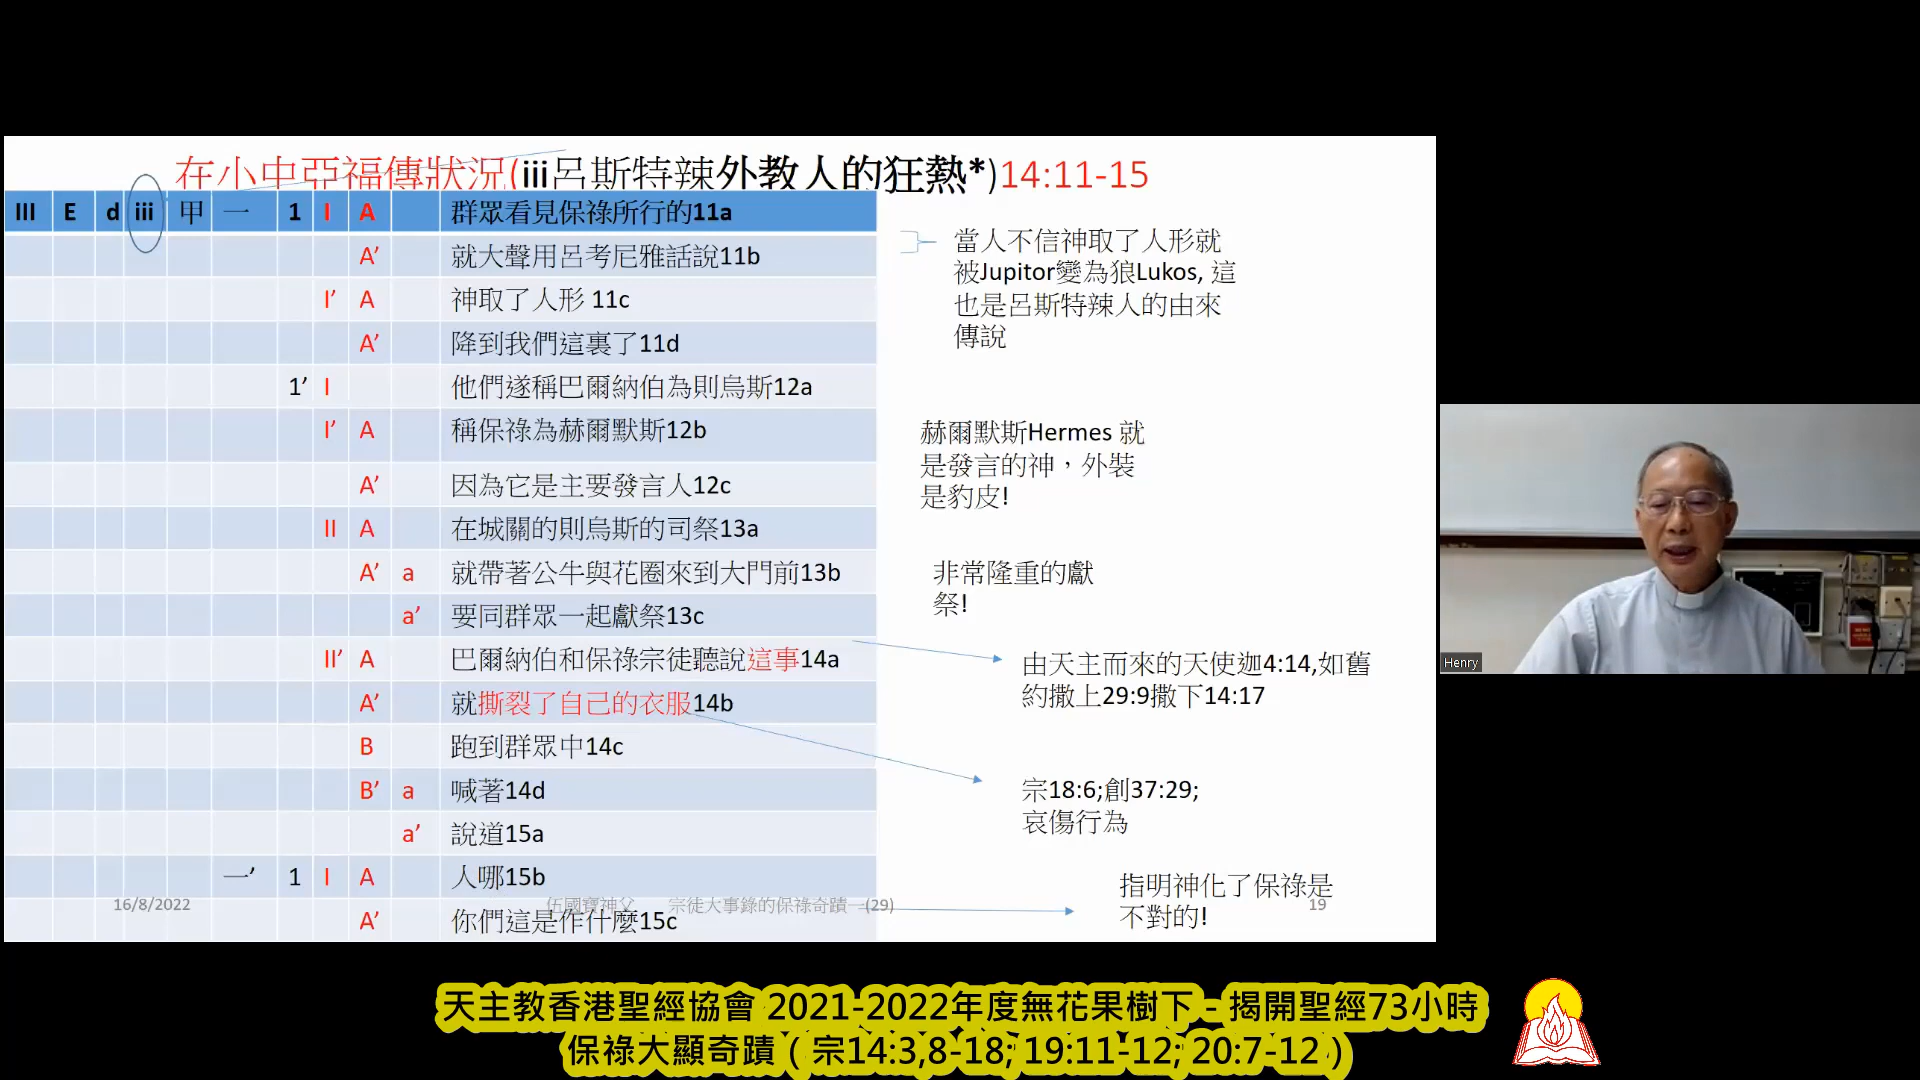 在小中亞福傳狀況(iii呂斯特辣外教人的狂熱*)14:11-15
III E d iii 甲 一 1 I A 群眾看見保祿所行的11a
A’ 就大聲用呂考尼雅話說11b
I’ A 神取了人形 11c
A’ 降到我們這裏了11d
1’ I 他們遂稱巴爾納伯為則烏斯12a
I’ A 稱保祿為赫爾默斯12b
A’ 因為它是主要發言人12c
II A 在城關的則烏斯的司祭13a
A’ a 就帶著公牛與花圈來到大門前13b
a’ 要同群眾一起獻祭13c
II’ A 巴爾納伯和保祿宗徒聽說這事14a
A’ 就撕裂了自己的衣服14b
B 跑到群眾中14c
B’ a 喊著14d
a’ 說道15a
一’ 1 I A 人哪15b
A’ 你們這是作什麼15c
當人不信神取了人形就
被Jupitor變為狼Lukos, 這
也是呂斯特辣人的由來
傳說
赫爾默斯Hermes 就
是發言的神，外裝
是豹皮!
非常隆重的獻
祭!
由天主而來的天使迦4:14,如舊
約撒上29:9撒下14:17
宗18:6;創37:29;
哀傷行為
指明神化了保祿是
不對的!
16/8/2022
伍國寶神父 宗徒大事錄的保祿奇蹟一(29)
19
Henry
天主教香港聖經協會 2021-2022年度無花果樹下 - 揭開聖經73小時
保祿大顯奇蹟（宗14:3,8-18; 19:11-12; 20:7-12）